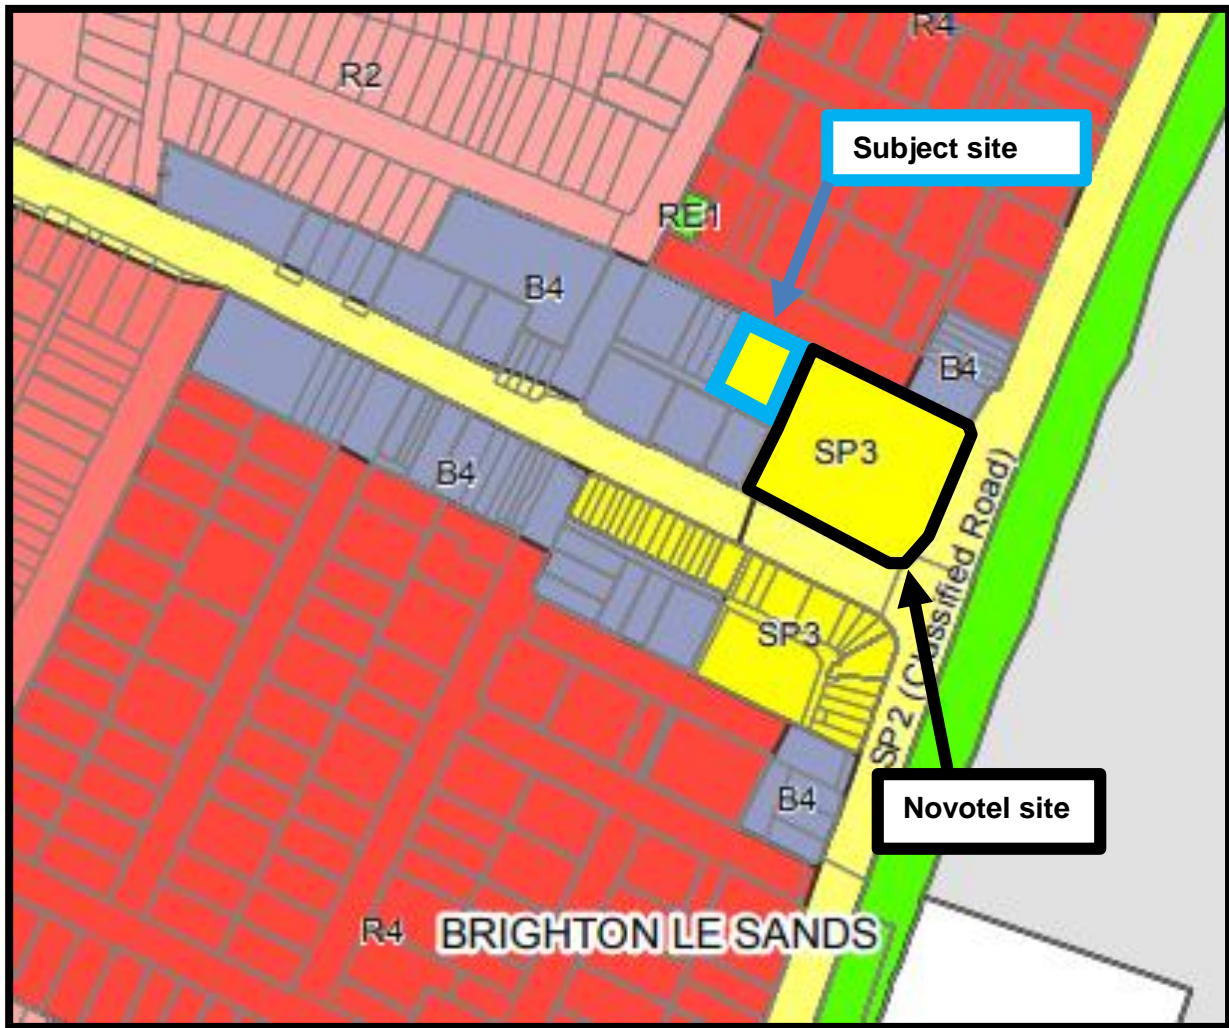 R4
R2
Subject site
RE1
B4
B4
SP3
B4
SP2 (Classified Road)
SP3
B4
Novotel site
R4 BRIGHTON LE SANDS